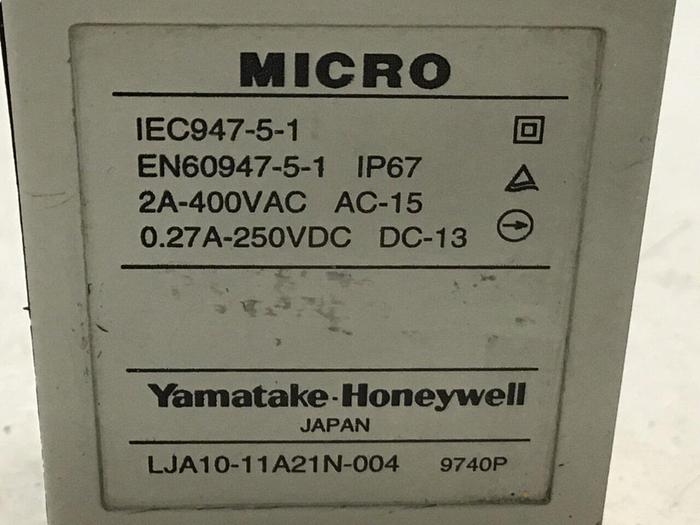 MICRO
IEC947-5-1
EN60947-5-1 IP67
2A-400VAC AC-15
0.27A-250VDC DC-13
Yamatake-Honeywell
JAPAN
LJA10-11A21N-004 9740P